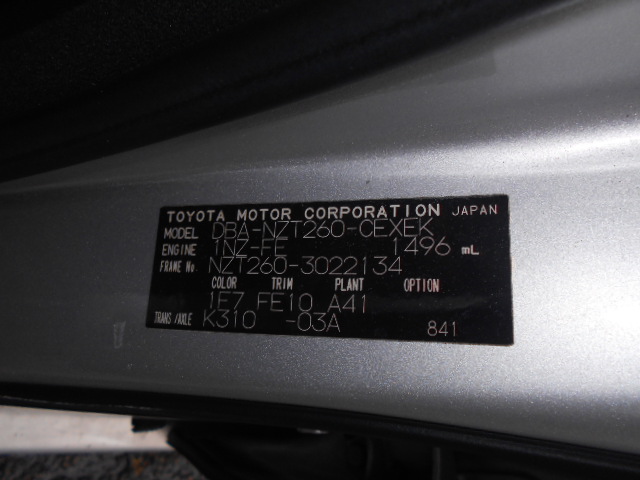 TOYOTA MOTOR CORPORATION JAPAN
MODEL DBA-NZT260-CEXEK
ENGINE 1NZ-FE 1496 mL
FRAME No. NZT260-3022134
COLOR TRIM PLANT OPTION
1E7 FE10 A41
TRANS/AXLE K310 -03A 841